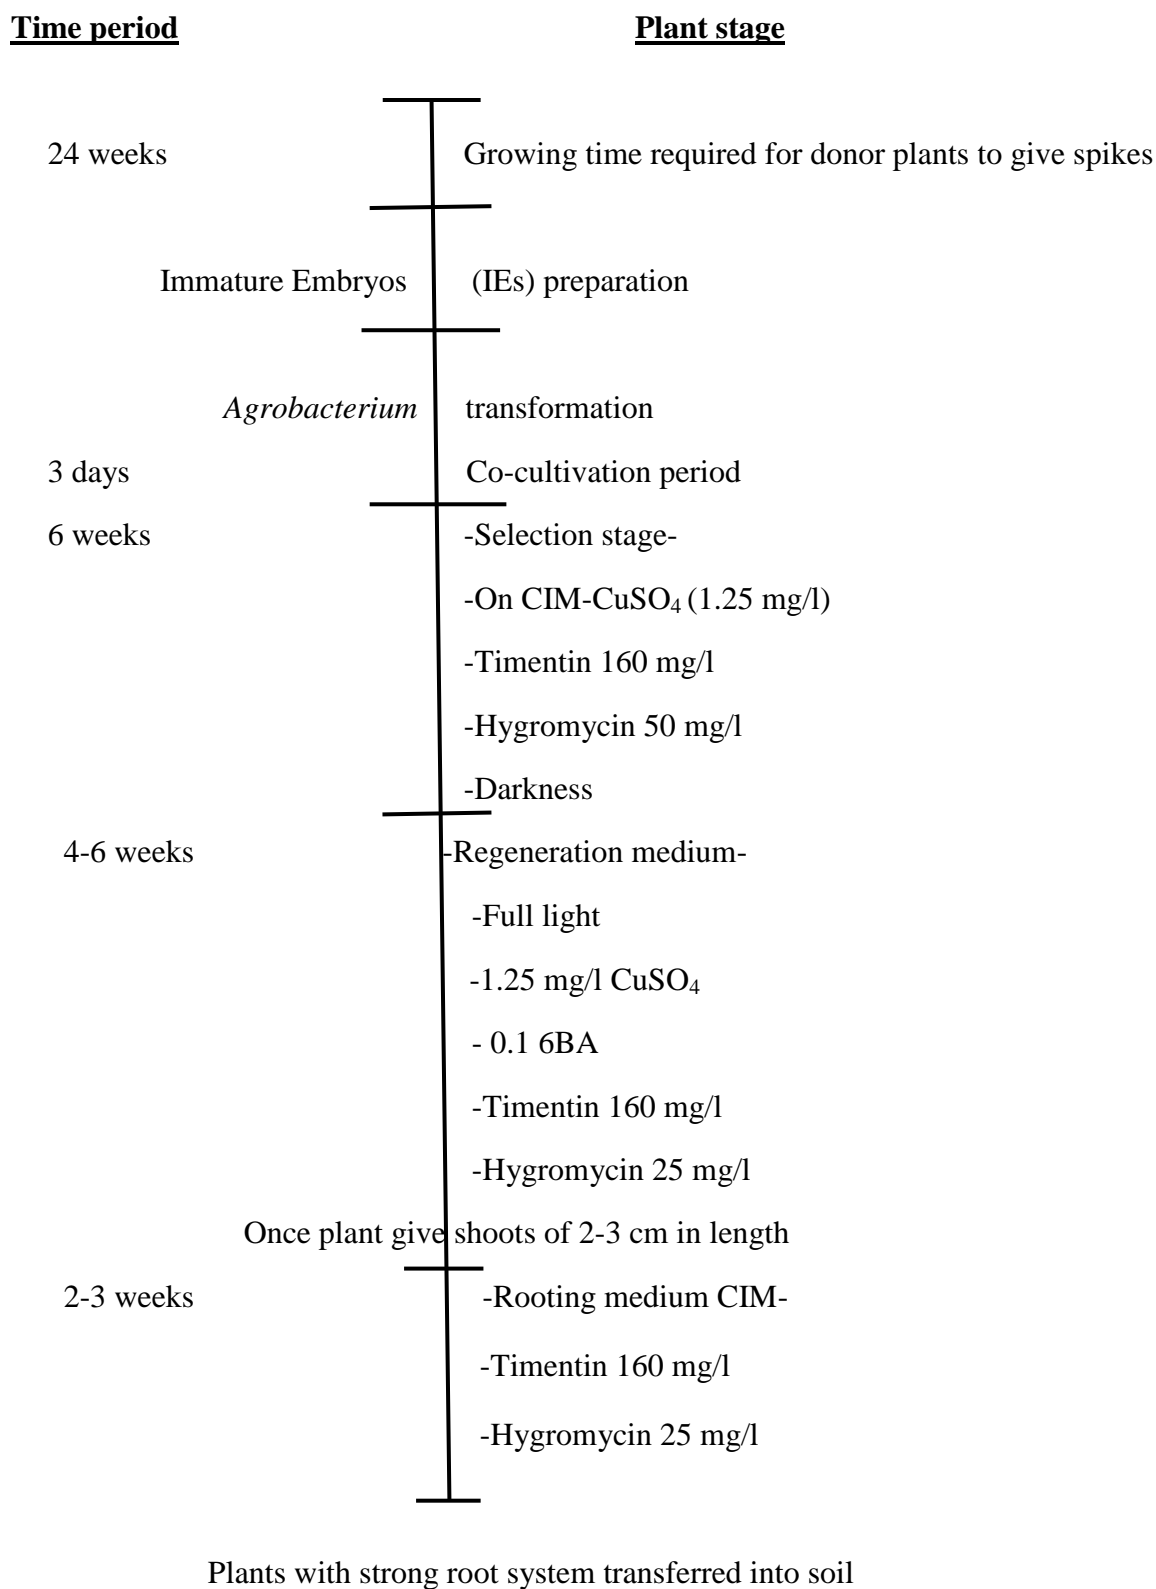 Time period Plant stage
24 weeks Growing time required for donor plants to give spikes
Immature Embryos (IEs) preparation
Agrobacterium transformation
3 days Co-cultivation period
6 weeks -Selection stage-
-On CIM-CuSO₄ (1.25 mg/l)
-Timentin 160 mg/l
-Hygromycin 50 mg/l
-Darkness
4-6 weeks -Regeneration medium-
-Full light
-1.25 mg/l CuSO₄
- 0.1 6BA
-Timentin 160 mg/l
-Hygromycin 25 mg/l
Once plant give shoots of 2-3 cm in length
2-3 weeks -Rooting medium CIM-
-Timentin 160 mg/l
-Hygromycin 25 mg/l
Plants with strong root system transferred into soil